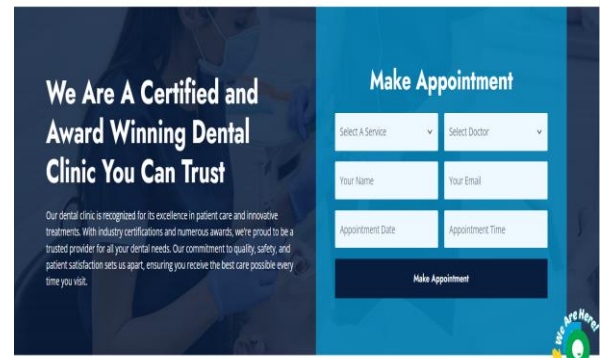 We Are A Certified and
Award Winning Dental
Clinic You Can Trust
Our dental clinic is recognized for its excellence in patient care and innovative
treatments. With industry certifications and numerous awards, we're proud to be a
trusted provider for all your dental needs. Our commitment to quality, safety, and
patient satisfaction sets us apart, ensuring you receive the best care possible every
time you visit.
Make Appointment
Select A Service
Select Doctor
Your Name
Your Email
Appointment Date
Appointment Time
Make Appointment
We Are Here!